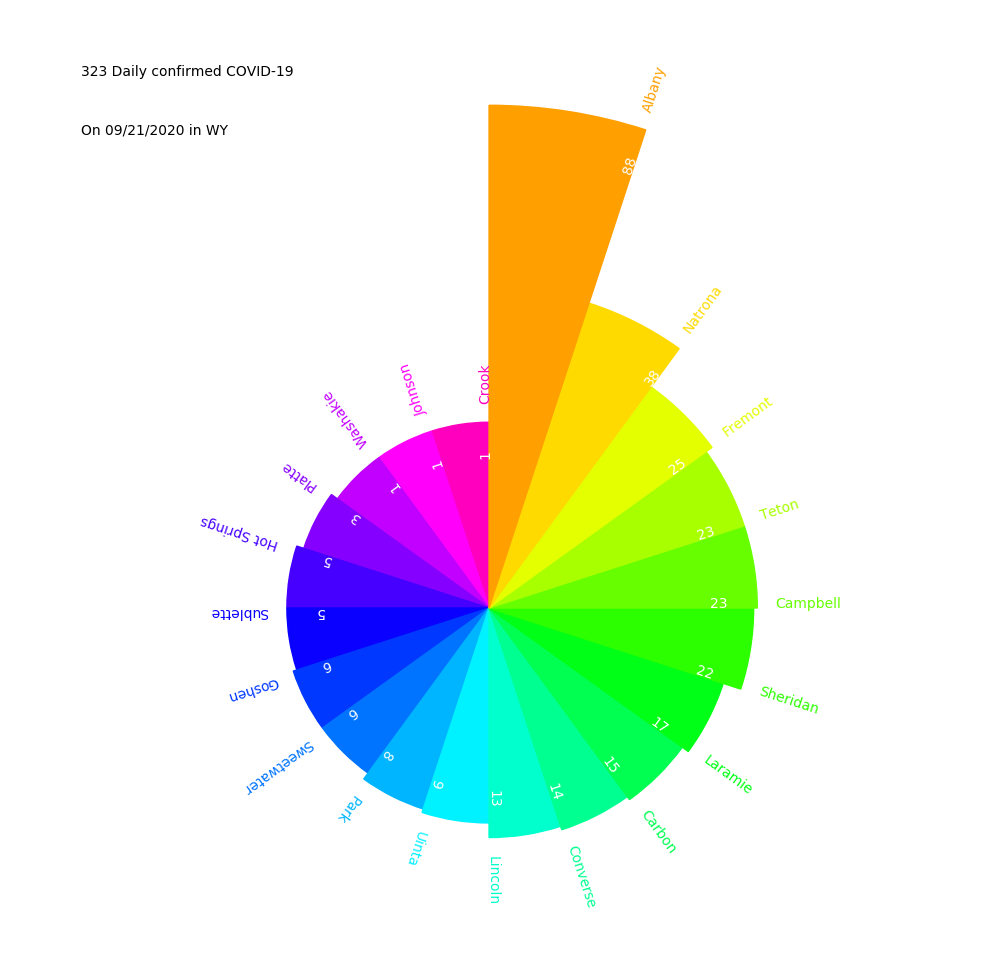 323 Daily confirmed COVID-19
On 09/21/2020 in WY
Albany
88
Natrona
38
Fremont
25
Teton
23
Campbell
23
Sheridan
22
Laramie
17
Carbon
15
Converse
14
Lincoln
13
Uinta
9
Park
8
Sweetwater
6
Goshen
6
Sublette
5
Hot Springs
5
Platte
3
Washakie
1
Johnson
1
Crook
1